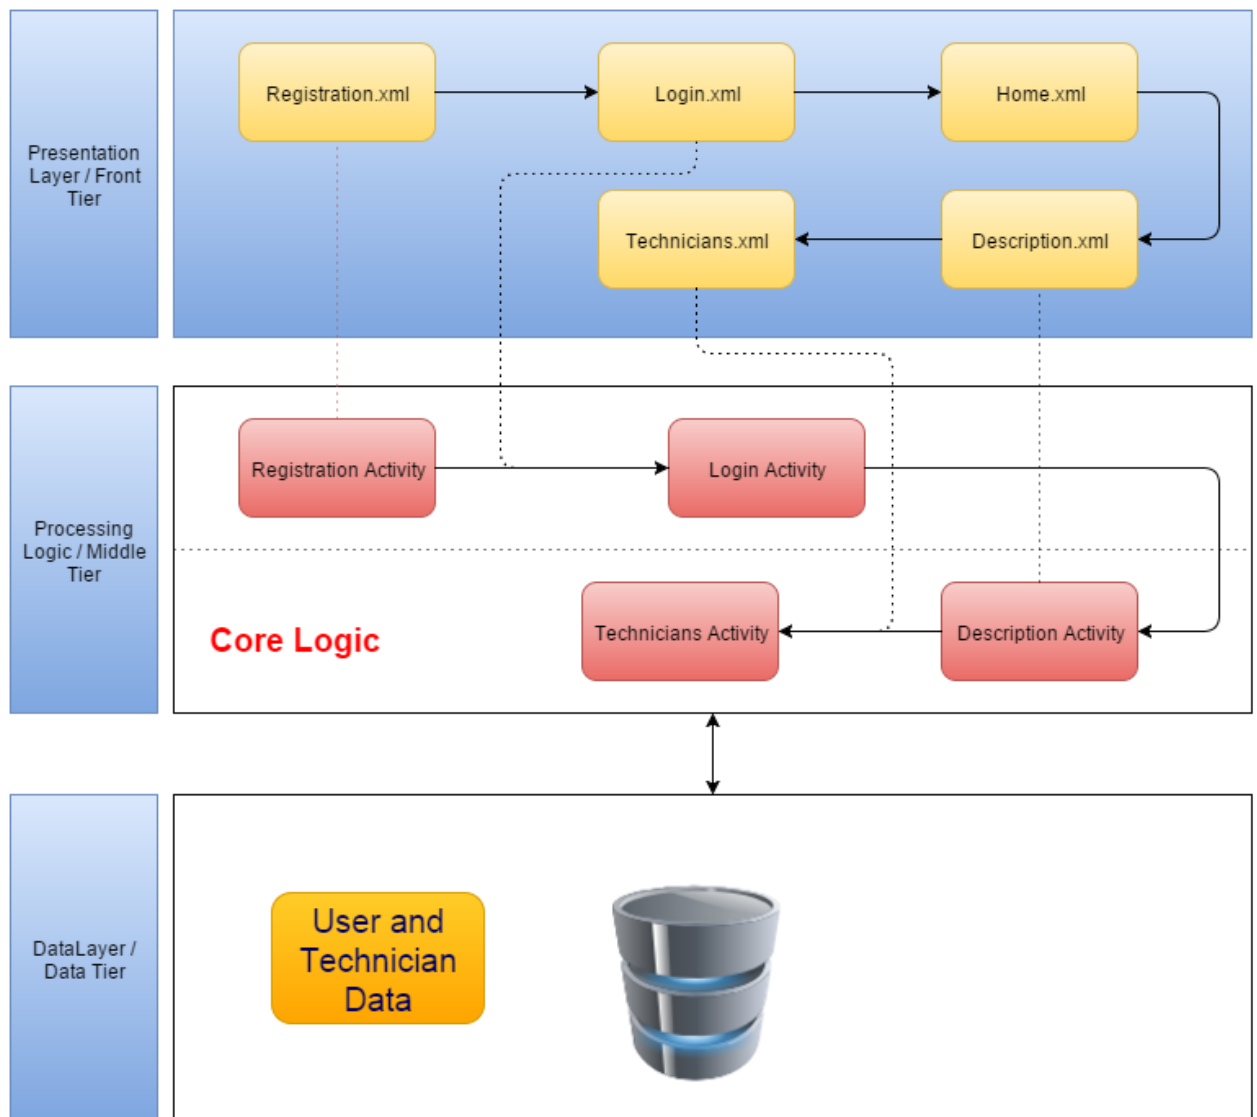 Presentation
Layer / Front
Tier
Registration.xml
Login.xml
Home.xml
Technicians.xml
Description.xml
Processing
Logic / Middle
Tier
Registration Activity
Login Activity
Core Logic
Technicians Activity
Description Activity
DataLayer /
Data Tier
User and
Technician
Data